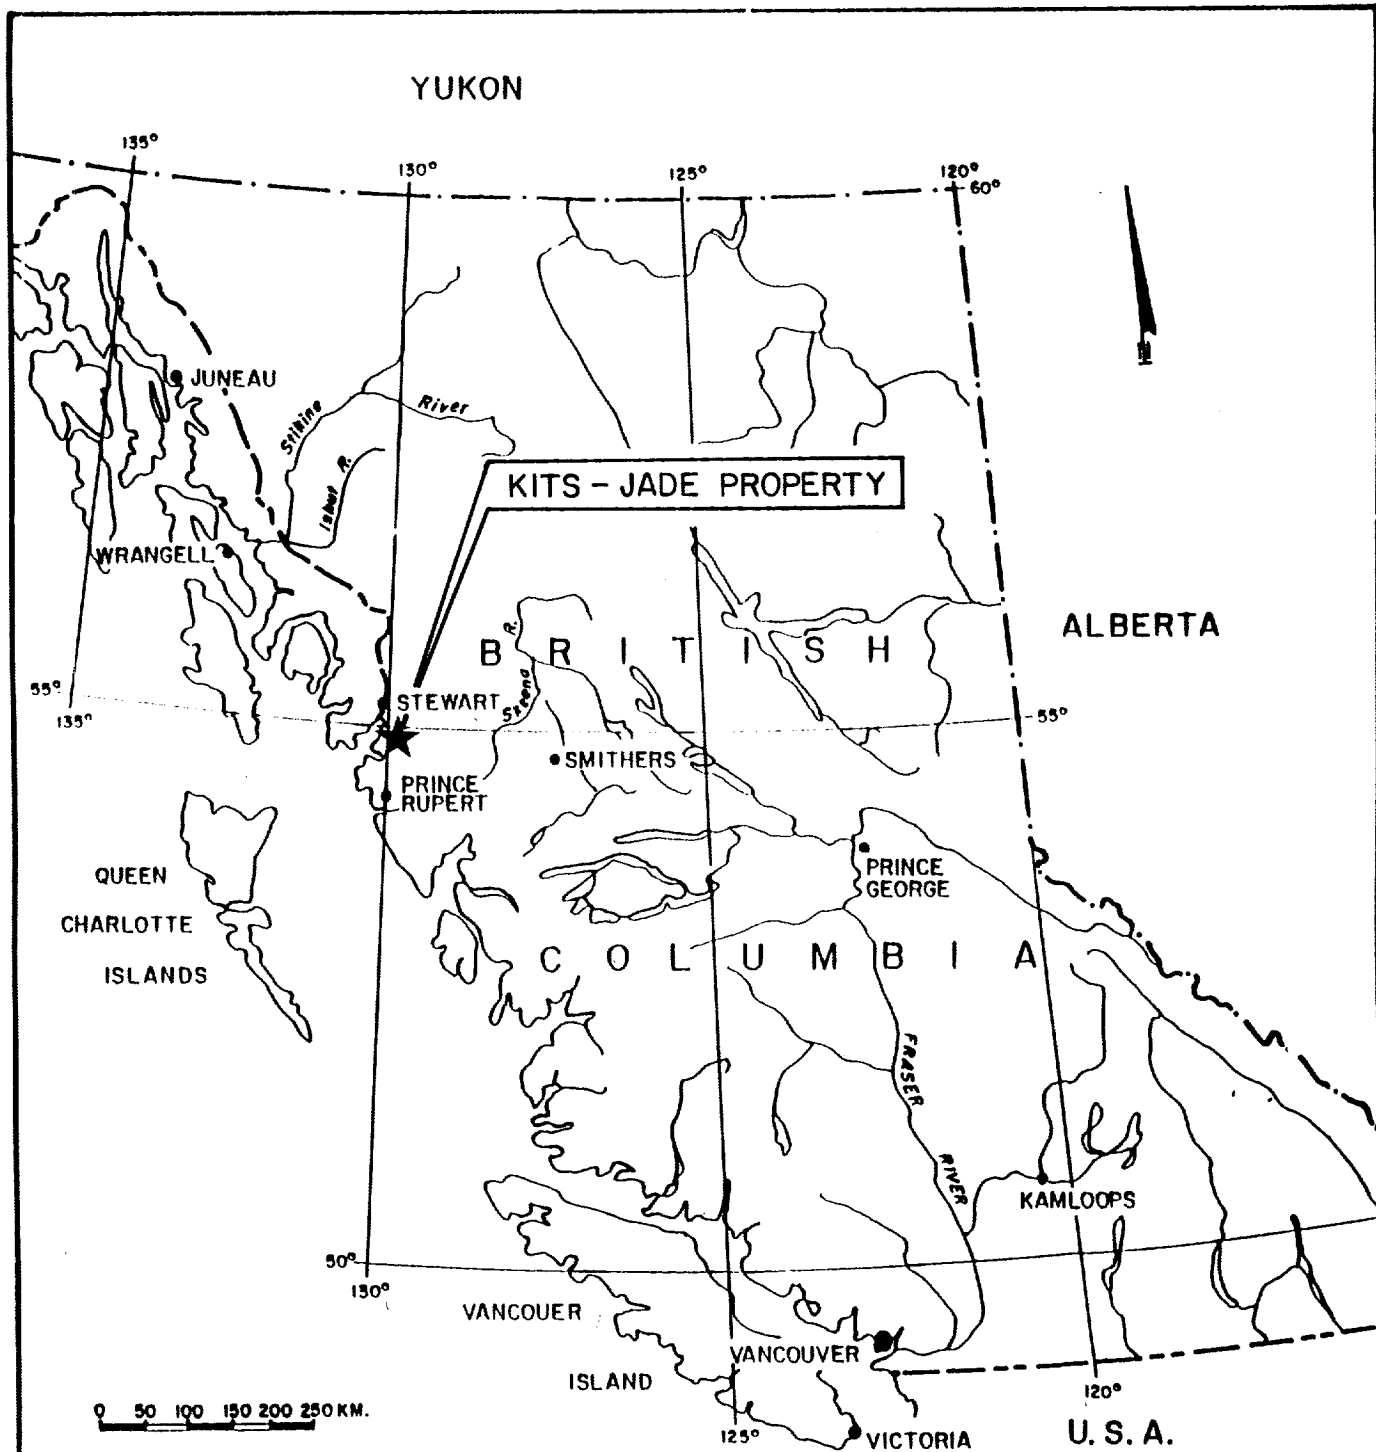 YUKON
135°
130°
125°
120°
60°
JUNEAU
Stikine
River
Iskut R.
KITS - JADE PROPERTY
WRANGELL
ALBERTA
BRITISH
Skeena R.
55°
135°
STEWART
55°
SMITHERS
PRINCE
RUPERT
PRINCE
GEORGE
QUEEN
CHARLOTTE
ISLANDS
COLUMBIA
FRASER
RIVER
KAMLOOPS
50°
130°
VANCOUER
ISLAND
VANCOUVER
120°
0 50 100 150 200 250 KM.
125°
VICTORIA
U.S.A.